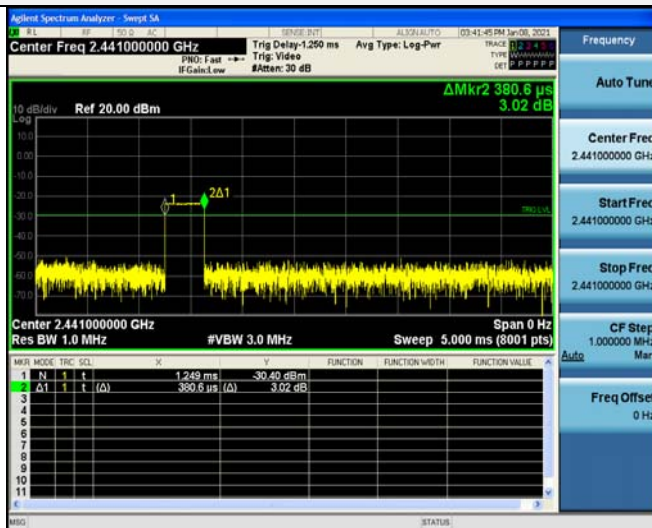 Agilent Spectrum Analyzer - Swept SA
RL RF 50 Ω AC SENSE:INT ALIGNAUTO 03:41:45 PM Jan 08, 2021
Center Freq 2.441000000 GHz Trig Delay-1.250 ms Avg Type: Log-Pwr TRACE 1 2 3 4 5 6
PNO: Fast Trig: Video TYPE
IFGain:Low #Atten: 30 dB DET P P P P P P
ΔMkr2 380.6 µs
3.02 dB
10 dB/div Ref 20.00 dBm
Log
10.0
0.00
-10.0
-20.0
-30.0
-40.0
-50.0
-60.0
-70.0
1
2Δ1
TRIG LVL
Center 2.441000000 GHz Span 0 Hz
Res BW 1.0 MHz #VBW 3.0 MHz Sweep 5.000 ms (8001 pts)
MKR MODE TRC SCL X Y FUNCTION FUNCTION WIDTH FUNCTION VALUE
1 N 1 t 1.249 ms -30.40 dBm
2 Δ1 1 t (Δ) 380.6 µs (Δ) 3.02 dB
3
4
5
6
7
8
9
10
11
MSG STATUS
Frequency
Auto Tune
Center Freq
2.441000000 GHz
Start Freq
2.441000000 GHz
Stop Freq
2.441000000 GHz
CF Step
1.000000 MHz
Auto Man
Freq Offset
0 Hz